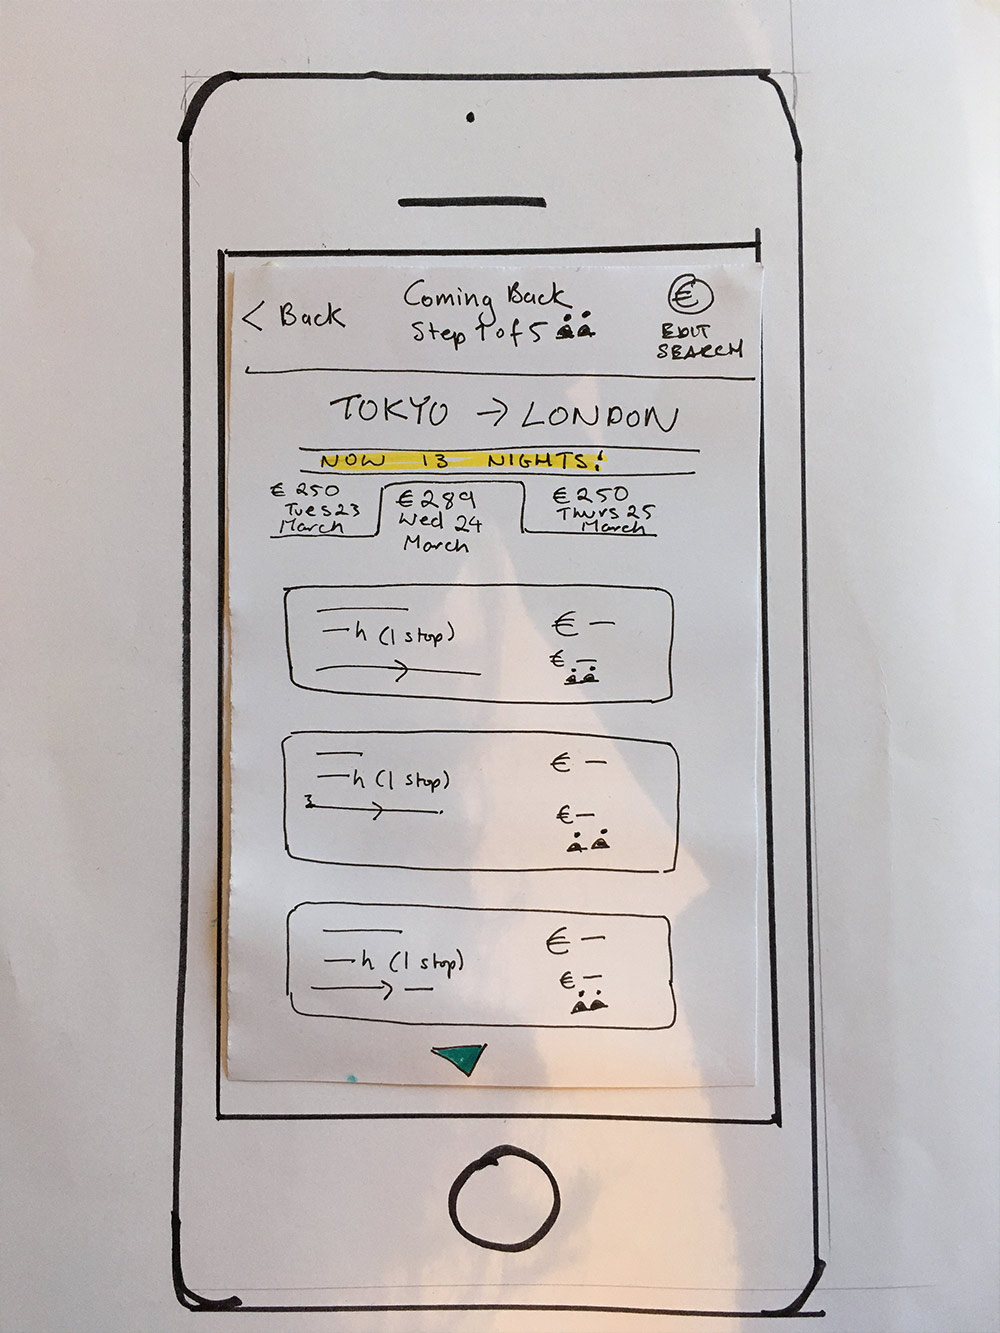 < Back
Coming Back
Step 1 of 5
€
EDIT
SEARCH
TOKYO → LONDON
NOW 13 NIGHTS!
€250
Tues 23
March
€289
Wed 24
March
€250
Thurs 25
March
—h (1 stop)
€ —
€ —
—h (1 stop)
€ —
€ —
—h (1 stop)
€ —
€ —